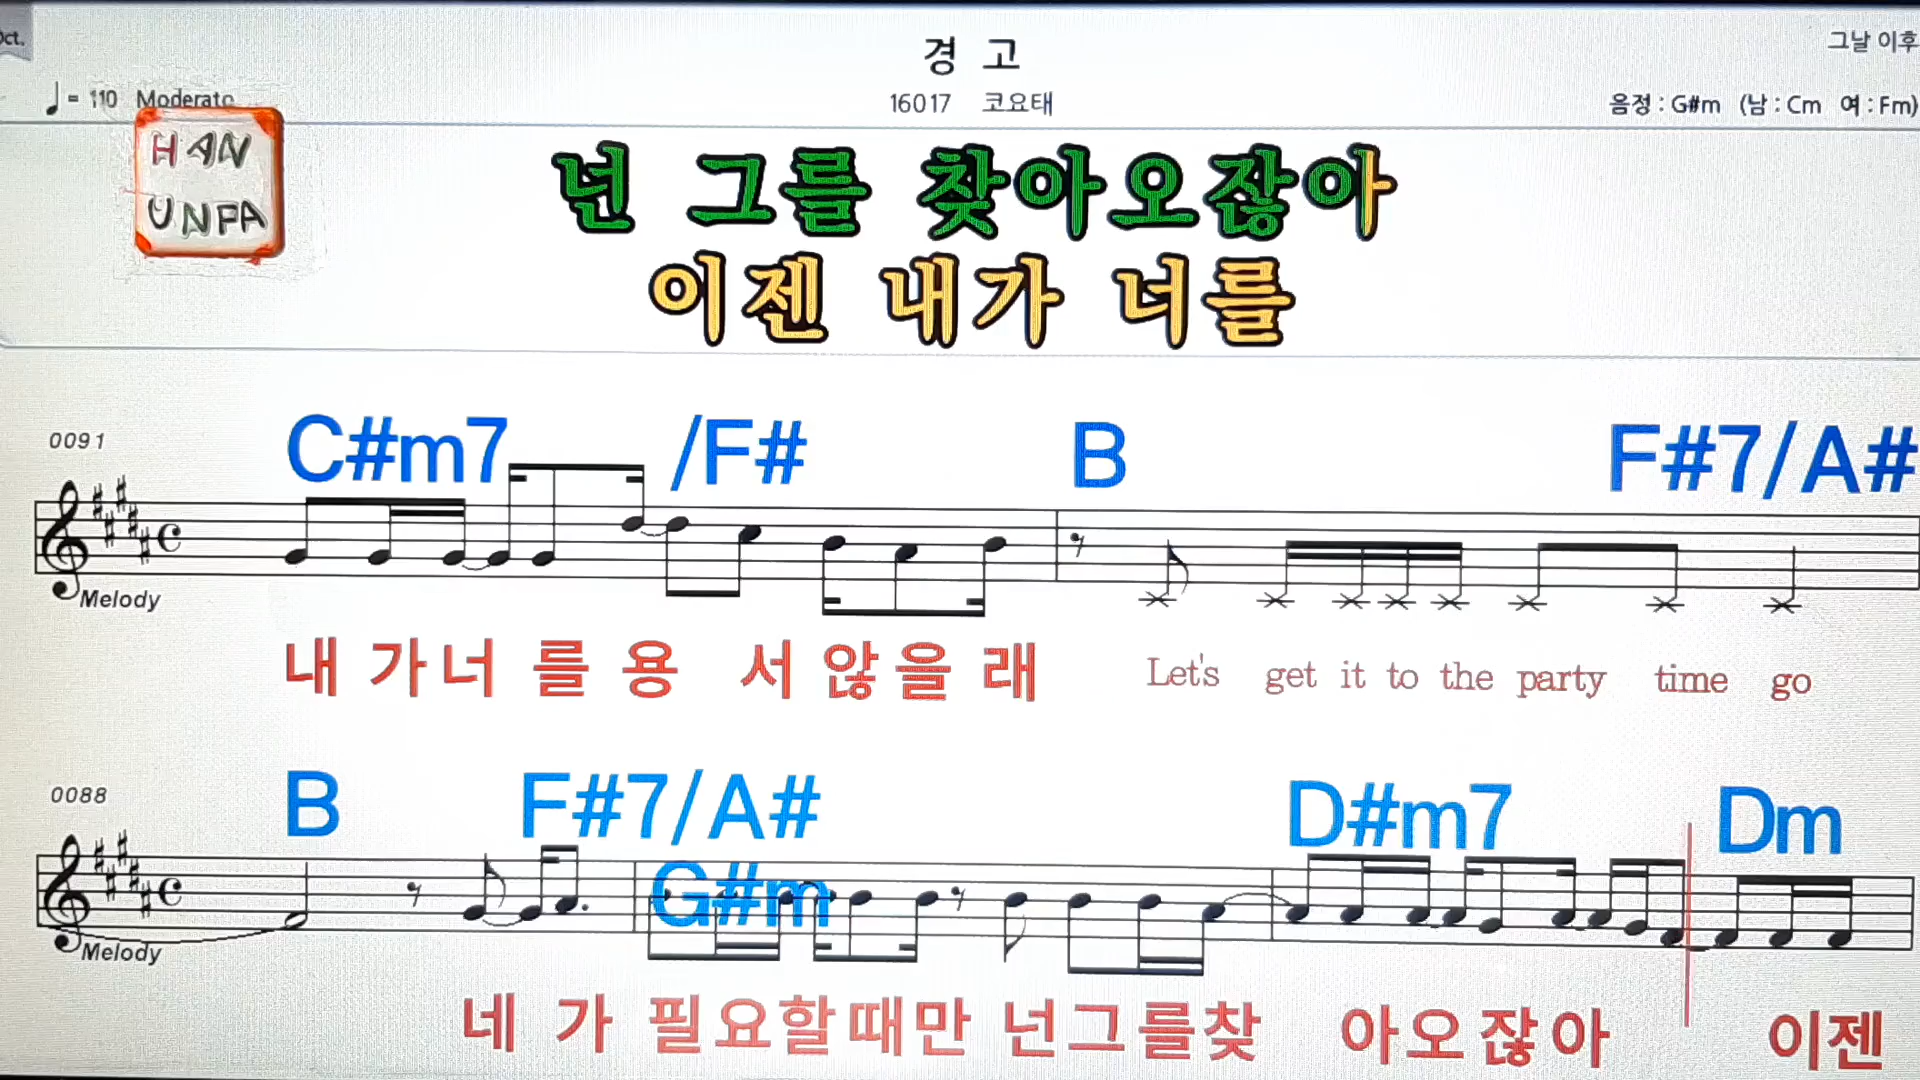 Oct.
경 고
그날 이후
♩= 110 Moderato
16017 코요태
음정 : G#m (남 : Cm 여 : Fm)
HAN
UNPA
넌 그를 찾아오잖아
이젠 내가 너를
0091
C#m7 /F# B F#7/A#
Melody
내 가너 를 용 서 않을 래 Let's get it to the party time go
0088
B F#7/A# G#m D#m7 Dm
Melody
네 가 필요할때만 넌그를찾 아오잖아 이젠